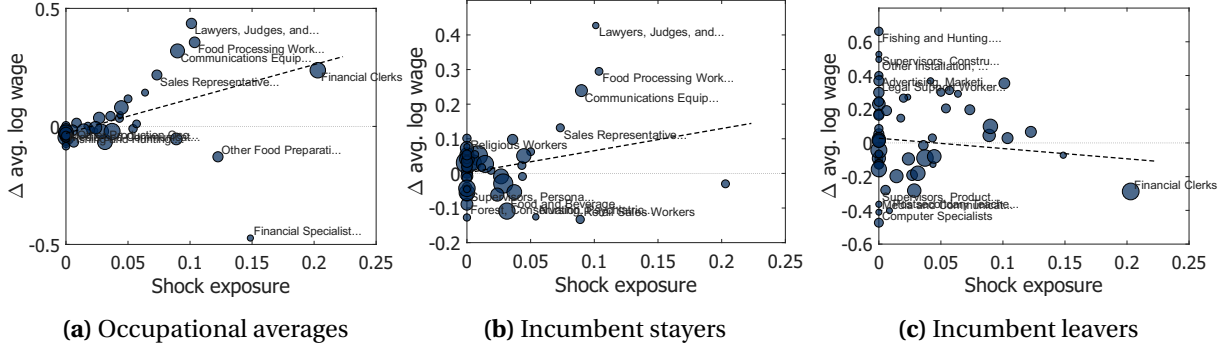 0.5
Lawyers, Judges, and...
Food Processing Work...
Communications Equip...
Sales Representative...
Financial Clerks
0
Other Food Preparati...
Financial Specialist...
-0.5
0 0.05 0.1 0.15 0.2 0.25
Δ avg. log wage
Shock exposure
(a) Occupational averages
0.4
Lawyers, Judges, and...
0.3
Food Processing Work...
0.2
Communications Equip...
0.1
Sales Representative...
Religious Workers
0
Supervisors, Persona...
Food and Beverage
Retail Sales Workers
-0.1
-0.2
0 0.05 0.1 0.15 0.2 0.25
Δ avg. log wage
Shock exposure
(b) Incumbent stayers
0.6
Fishing and Hunting....
Supervisors, Constru...
Other Installation, ...
0.4
Advertising, Marketi...
Legal Support Worker...
0.2
0
-0.2
Financial Clerks
Supervisors, Product...
-0.4
Computer Specialists
-0.6
0 0.05 0.1 0.15 0.2 0.25
Δ avg. log wage
Shock exposure
(c) Incumbent leavers